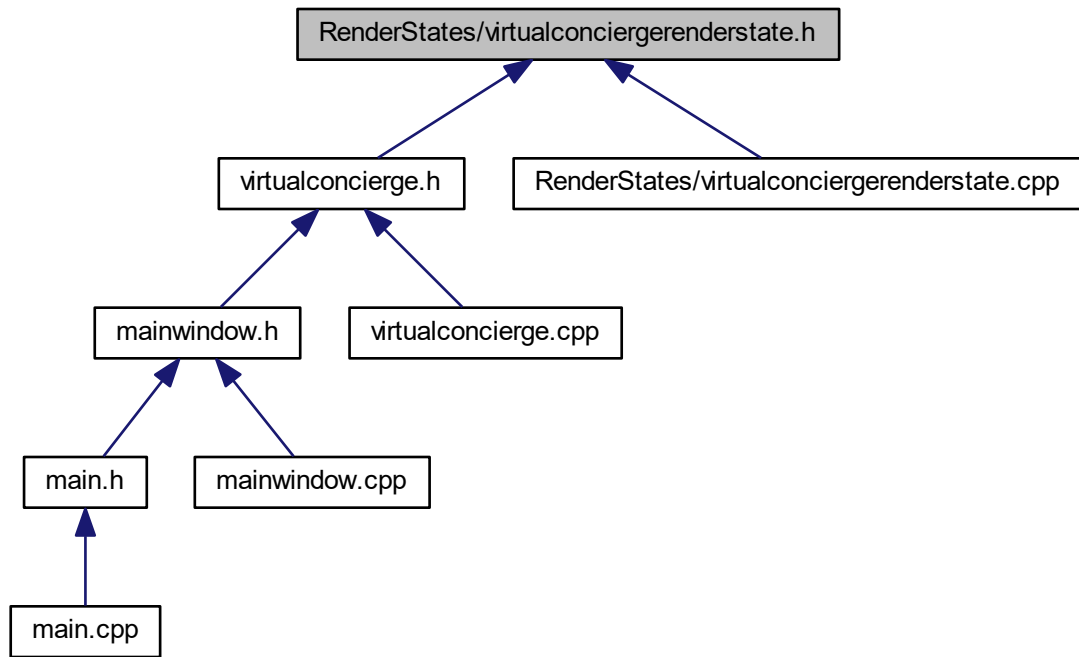 RenderStates/virtualconciergerenderstate.h
virtualconcierge.h
RenderStates/virtualconciergerenderstate.cpp
mainwindow.h
virtualconcierge.cpp
main.h
mainwindow.cpp
main.cpp